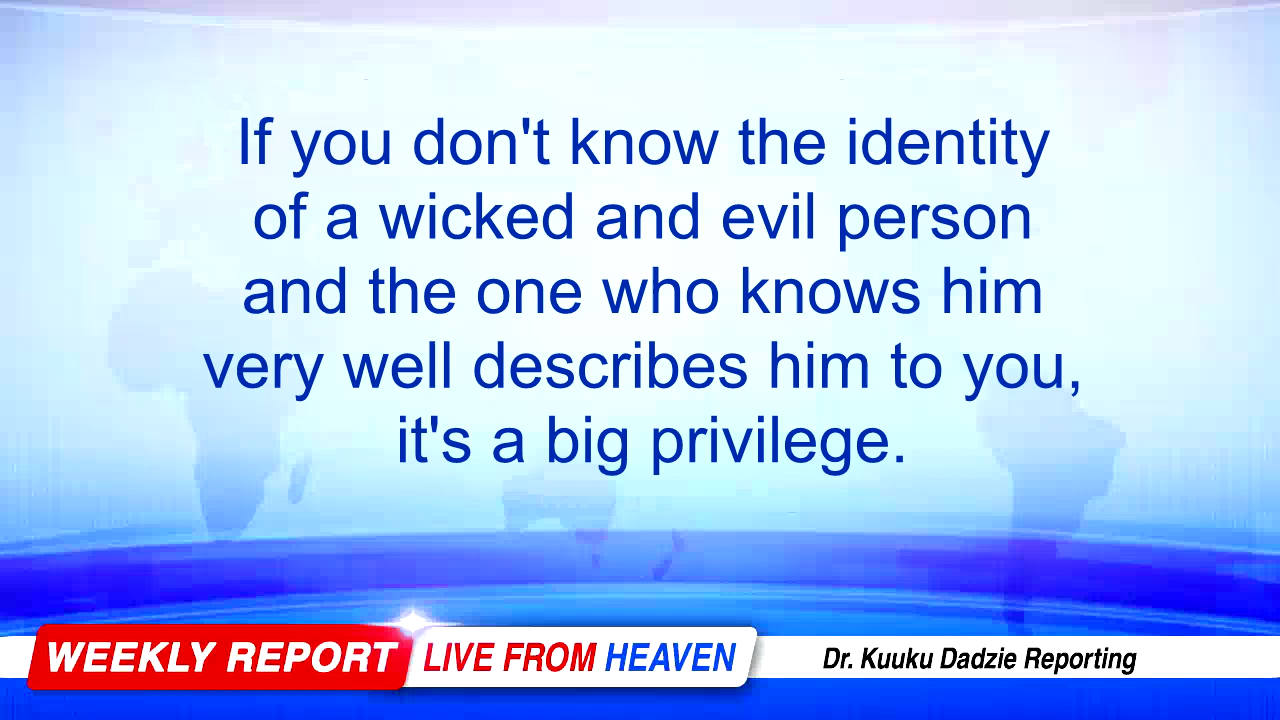 If you don't know the identity
of a wicked and evil person
and the one who knows him
very well describes him to you,
it's a big privilege.
WEEKLY REPORT LIVE FROM HEAVEN Dr. Kuuku Dadzie Reporting